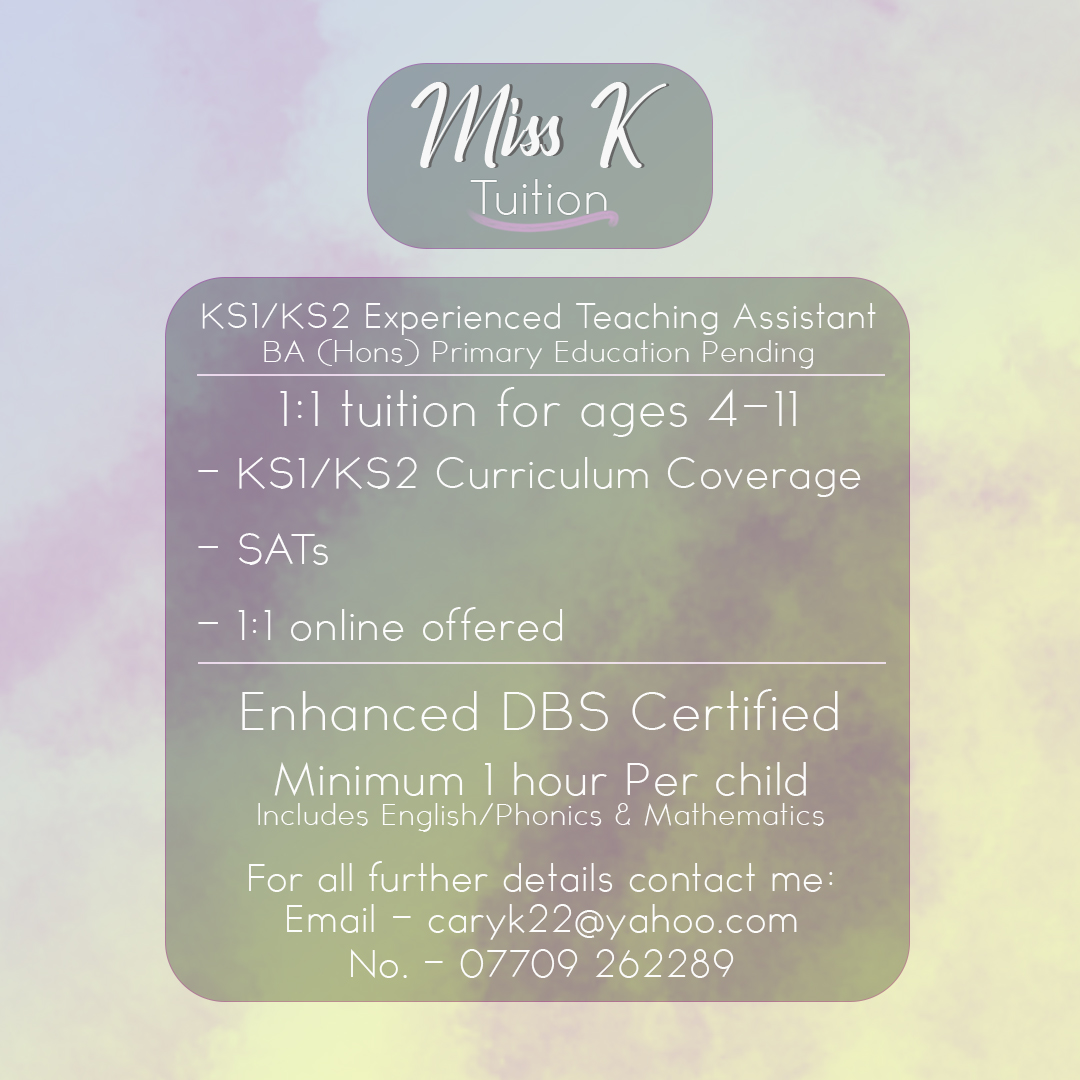 Miss K
Tuition
KS1/KS2 Experienced Teaching Assistant
BA (Hons) Primary Education Pending
1:1 tuition for ages 4-11
- KS1/KS2 Curriculum Coverage
- SATs
- 1:1 online offered
Enhanced DBS Certified
Minimum 1 hour Per child
Includes English/Phonics & Mathematics
For all further details contact me:
Email - caryk22@yahoo.com
No. - 07709 262289